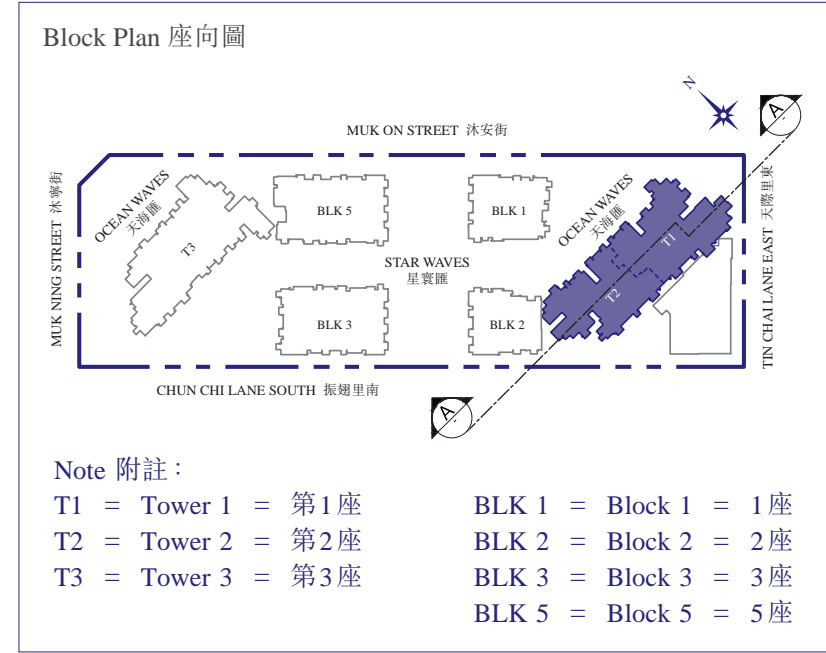 Block Plan 座向圖
N
A
MUK ON STREET 沐安街
MUK NING STREET 沐寧街
OCEAN WAVES
天海匯
T3
BLK 5
BLK 1
OCEAN WAVES
天海匯
T1
T2
TIN CHAI LANE EAST 天際里東
STAR WAVES
星寰匯
BLK 3
BLK 2
CHUN CHI LANE SOUTH 振翅里南
A
Note 附註：
T1 = Tower 1 = 第1座
T2 = Tower 2 = 第2座
T3 = Tower 3 = 第3座
BLK 1 = Block 1 = 1座
BLK 2 = Block 2 = 2座
BLK 3 = Block 3 = 3座
BLK 5 = Block 5 = 5座